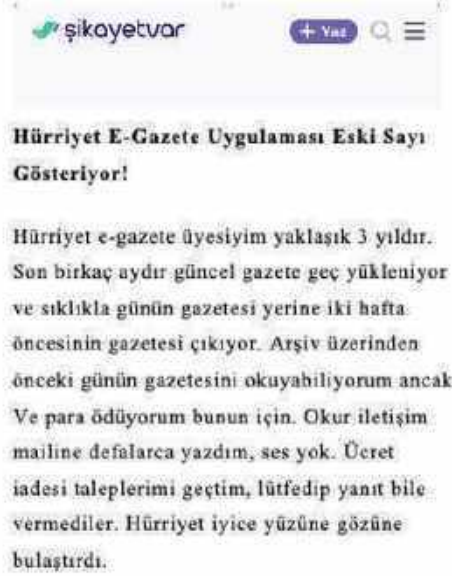 şikayetvar
+ Yaz
Hürriyet E-Gazete Uygulaması Eski Sayı
Gösteriyor!
Hürriyet e-gazete üyesiyim yaklaşık 3 yıldır.
Son birkaç aydır güncel gazete geç yükleniyor
ve sıklıkla günün gazetesi yerine iki hafta
öncesinin gazetesi çıkıyor. Arşiv üzerinden
önceki günün gazetesini okuyabiliyorum ancak
Ve para ödüyorum bunun için. Okur iletişim
mailine defalarca yazdım, ses yok. Ücret
iadesi taleplerimi geçtim, lütfedip yanıt bile
vermediler. Hürriyet iyice yüzüne gözüne
bulaştırdı.